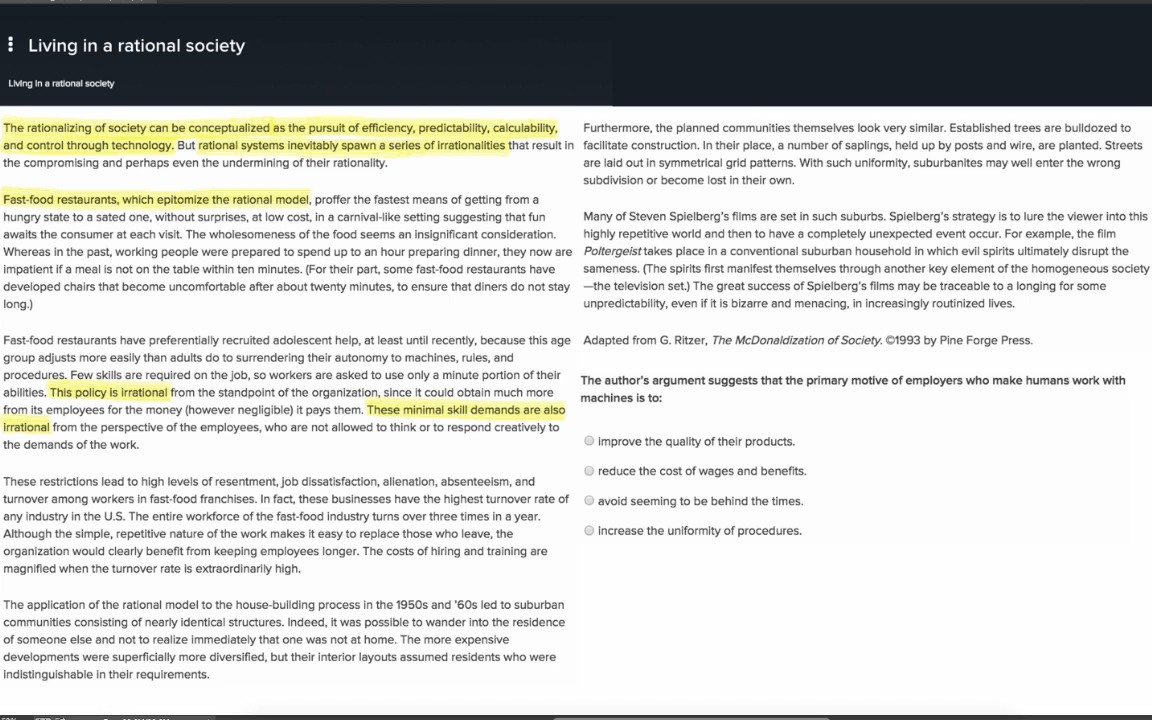 Living in a rational society
Living in a rational society
The rationalizing of society can be conceptualized as the pursuit of efficiency, predictability, calculability,
and control through technology. But rational systems inevitably spawn a series of irrationalities that result in
the compromising and perhaps even the undermining of their rationality.
Fast-food restaurants, which epitomize the rational model, proffer the fastest means of getting from a
hungry state to a sated one, without surprises, at low cost, in a carnival-like setting suggesting that fun
awaits the consumer at each visit. The wholesomeness of the food seems an insignificant consideration.
Whereas in the past, working people were prepared to spend up to an hour preparing dinner, they now are
impatient if a meal is not on the table within ten minutes. (For their part, some fast-food restaurants have
developed chairs that become uncomfortable after about twenty minutes, to ensure that diners do not stay
long.)
Fast-food restaurants have preferentially recruited adolescent help, at least until recently, because this age
group adjusts more easily than adults do to surrendering their autonomy to machines, rules, and
procedures. Few skills are required on the job, so workers are asked to use only a minute portion of their
abilities. This policy is irrational from the standpoint of the organization, since it could obtain much more
from its employees for the money (however negligible) it pays them. These minimal skill demands are also
irrational from the perspective of the employees, who are not allowed to think or to respond creatively to
the demands of the work.
These restrictions lead to high levels of resentment, job dissatisfaction, alienation, absenteeism, and
turnover among workers in fast-food franchises. In fact, these businesses have the highest turnover rate of
any industry in the U.S. The entire workforce of the fast-food industry turns over three times in a year.
Although the simple, repetitive nature of the work makes it easy to replace those who leave, the
organization would clearly benefit from keeping employees longer. The costs of hiring and training are
magnified when the turnover rate is extraordinarily high.
The application of the rational model to the house-building process in the 1950s and '60s led to suburban
communities consisting of nearly identical structures. Indeed, it was possible to wander into the residence
of someone else and not to realize immediately that one was not at home. The more expensive
developments were superficially more diversified, but their interior layouts assumed residents who were
indistinguishable in their requirements.
Furthermore, the planned communities themselves look very similar. Established trees are bulldozed to
facilitate construction. In their place, a number of saplings, held up by posts and wire, are planted. Streets
are laid out in symmetrical grid patterns. With such uniformity, suburbanites may well enter the wrong
subdivision or become lost in their own.
Many of Steven Spielberg's films are set in such suburbs. Spielberg's strategy is to lure the viewer into this
highly repetitive world and then to have a completely unexpected event occur. For example, the film
Poltergeist takes place in a conventional suburban household in which evil spirits ultimately disrupt the
sameness. (The spirits first manifest themselves through another key element of the homogeneous society
—the television set.) The great success of Spielberg's films may be traceable to a longing for some
unpredictability, even if it is bizarre and menacing, in increasingly routinized lives.
Adapted from G. Ritzer, The McDonaldization of Society. ©1993 by Pine Forge Press.
The author's argument suggests that the primary motive of employers who make humans work with
machines is to:
improve the quality of their products.
reduce the cost of wages and benefits.
avoid seeming to be behind the times.
increase the uniformity of procedures.